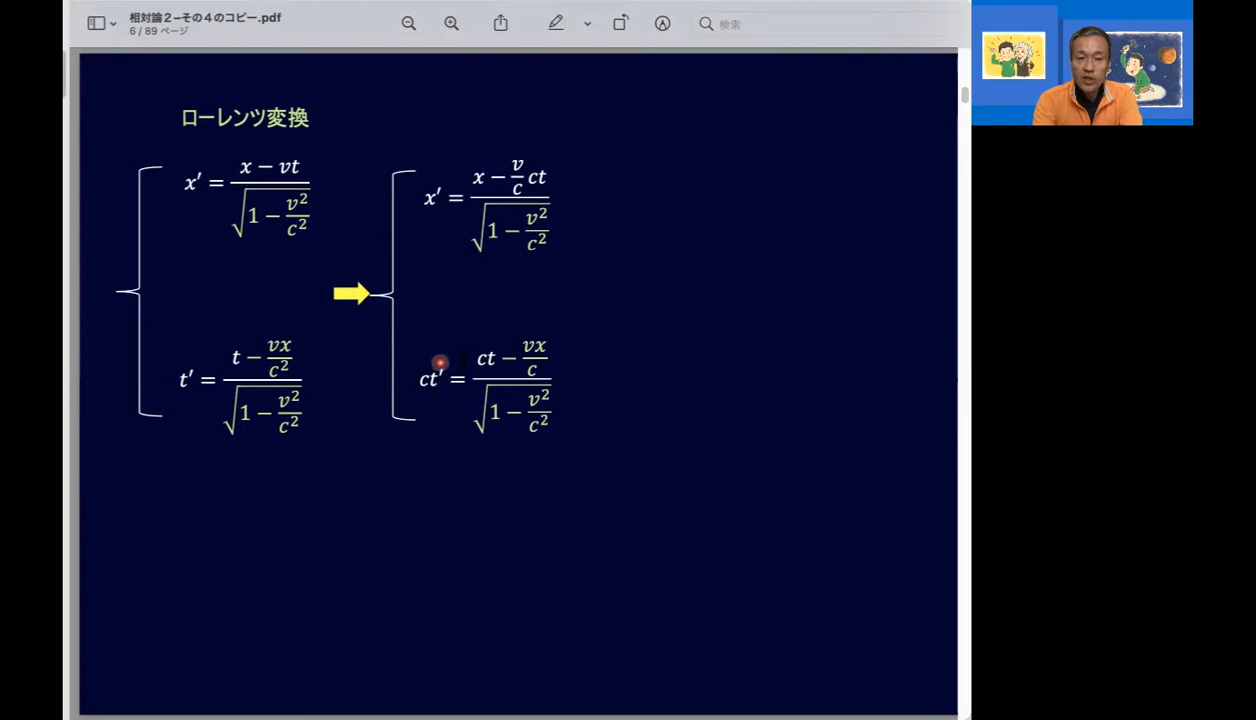 相対論２−その４のコピー.pdf
6 / 89 ページ
検索
ローレンツ変換
x′ = (x − vt) / √(1 − v²/c²)
x′ = (x − (v/c)ct) / √(1 − v²/c²)
t′ = (t − vx/c²) / √(1 − v²/c²)
ct′ = (ct − vx/c) / √(1 − v²/c²)